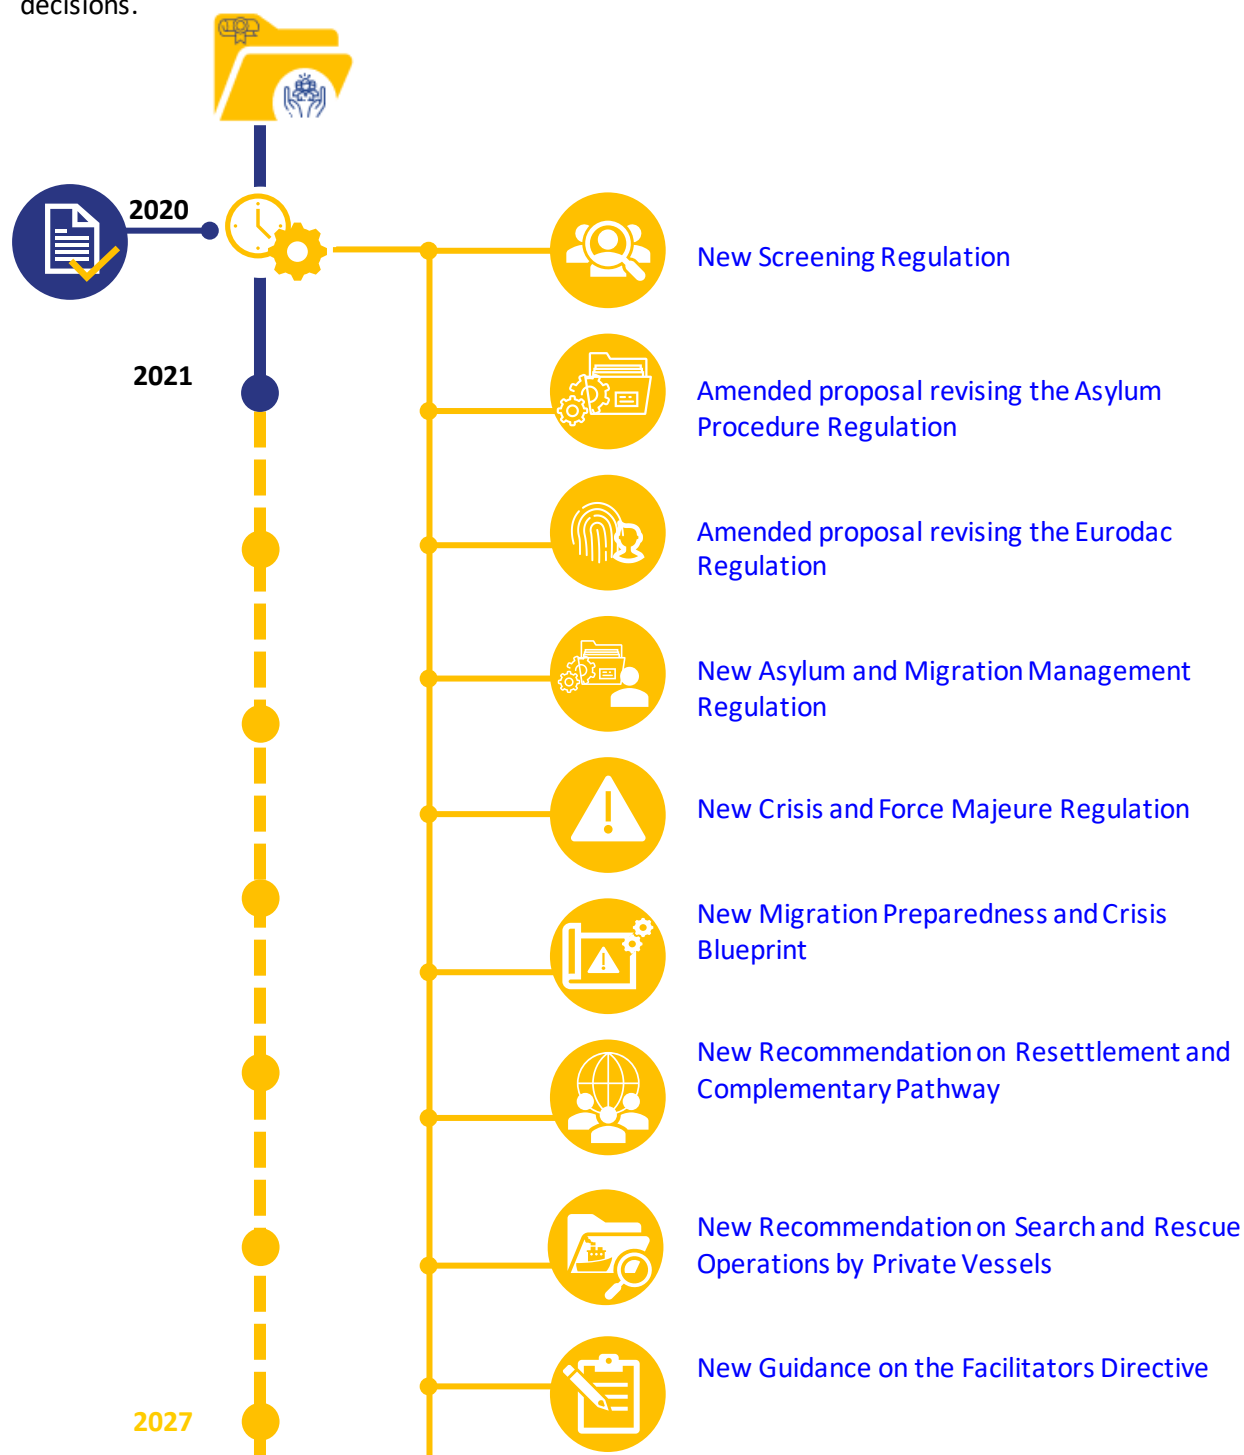 decisions.
2020
New Screening Regulation
2021
Amended proposal revising the Asylum
Procedure Regulation
Amended proposal revising the Eurodac
Regulation
New Asylum and Migration Management
Regulation
New Crisis and Force Majeure Regulation
New Migration Preparedness and Crisis
Blueprint
New Recommendation on Resettlement and
Complementary Pathway
New Recommendation on Search and Rescue
Operations by Private Vessels
New Guidance on the Facilitators Directive
2027